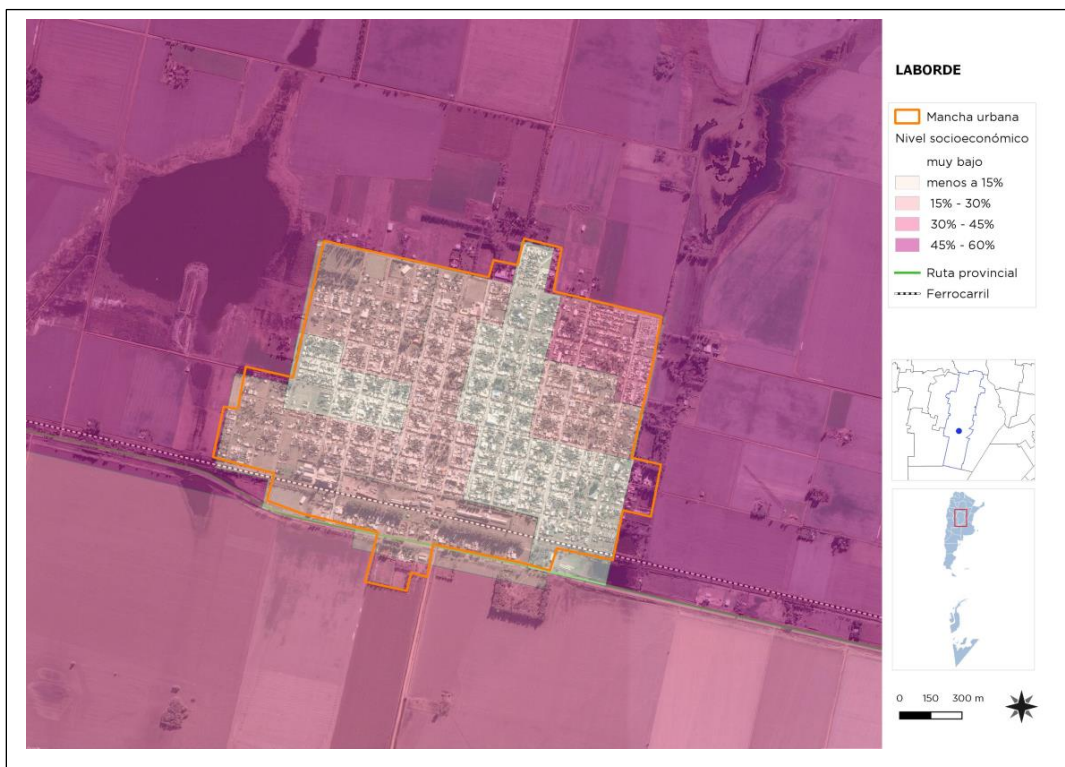 LABORDE
Mancha urbana
Nivel socioeconómico
muy bajo
menos a 15%
15% - 30%
30% - 45%
45% - 60%
Ruta provincial
Ferrocarril
0 150 300 m